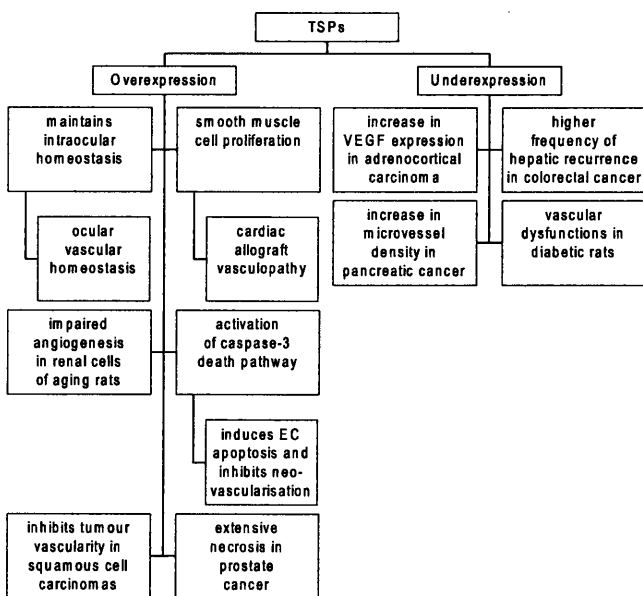 TSPs
Overexpression
Underexpression
maintains
intraocular
homeostasis
smooth muscle
cell proliferation
increase in
VEGF expression
in adrenocortical
carcinoma
higher
frequency of
hepatic recurrence
in colorectal cancer
ocular
vascular
homeostasis
cardiac
allograft
vasculopathy
increase in
microvessel
density in
pancreatic cancer
vascular
dysfunctions in
diabetic rats
impaired
angiogenesis
in renal cells
of aging rats
activation
of caspase-3
death pathway
induces EC
apoptosis and
inhibits neo-
vascularisation
inhibits tumour
vascularity in
squamous cell
carcinomas
extensive
necrosis in
prostate
cancer